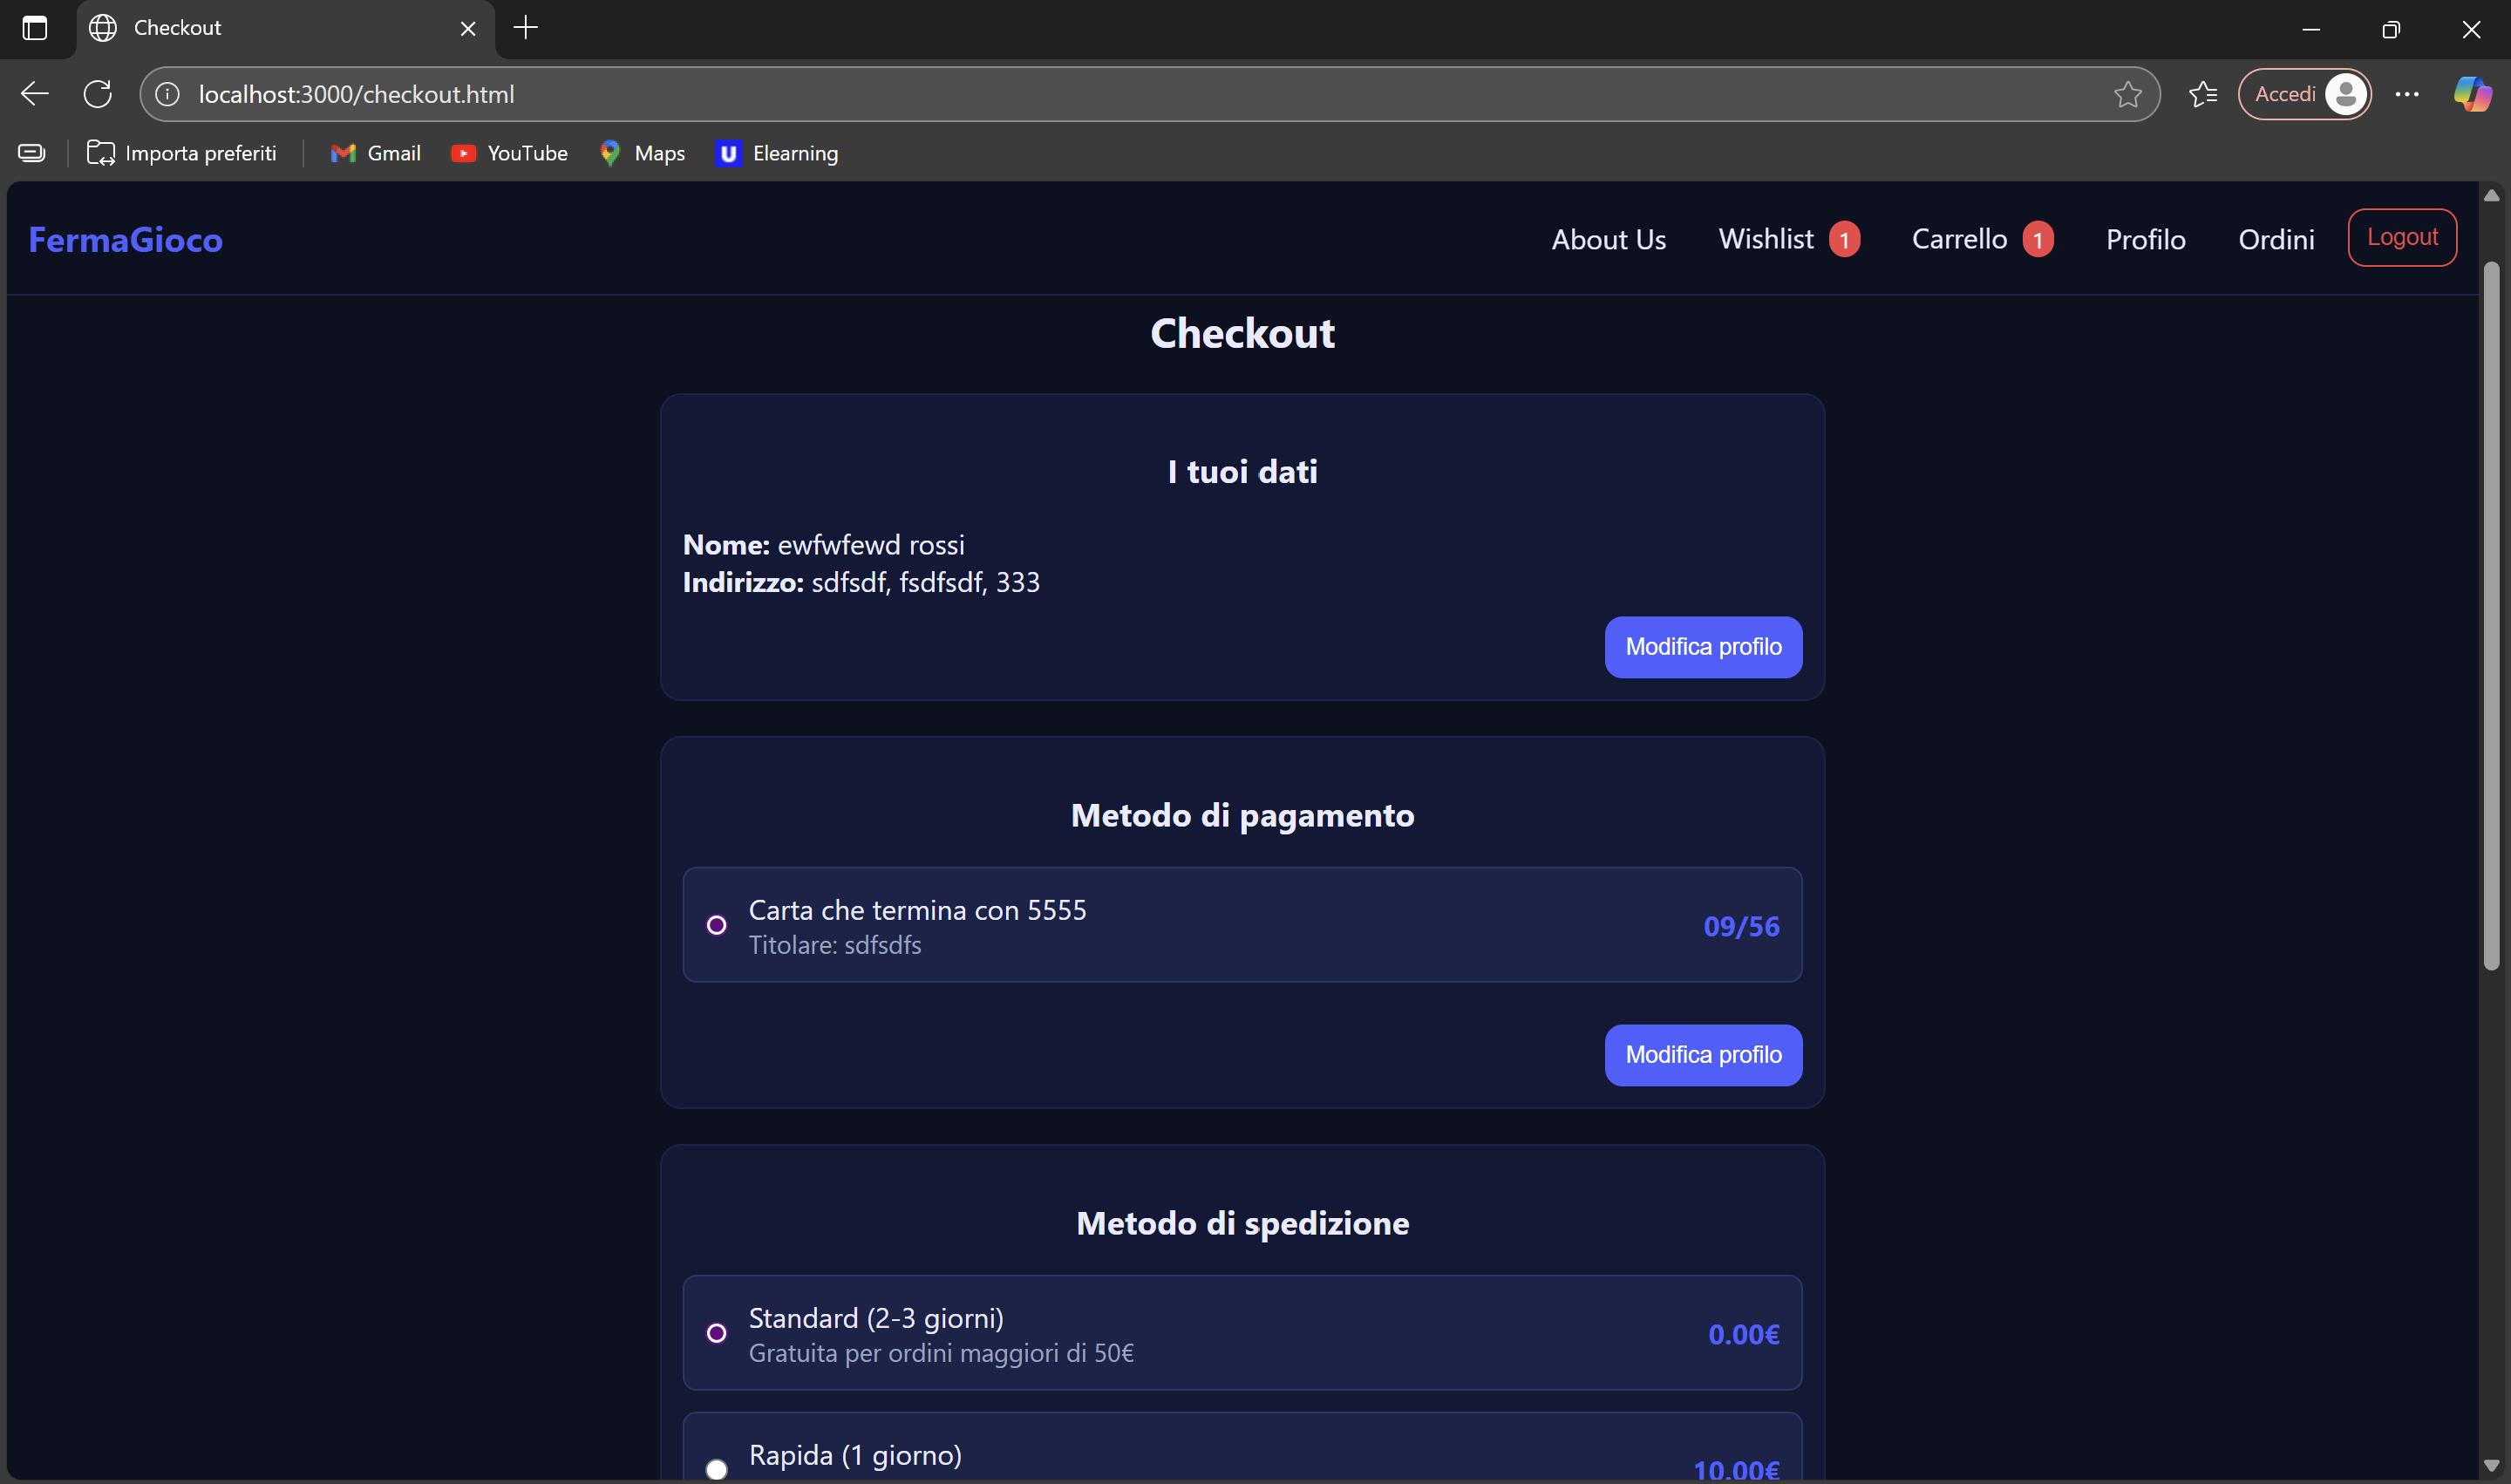 Checkout
localhost:3000/checkout.html
Accedi
Importa preferiti
Gmail
YouTube
Maps
U Elearning
FermaGioco
About Us
Wishlist 1
Carrello 1
Profilo
Ordini
Logout
Checkout
I tuoi dati
Nome: ewfwfewd rossi
Indirizzo: sdfsdf, fsdfsdf, 333
Modifica profilo
Metodo di pagamento
Carta che termina con 5555
Titolare: sdfsdfs
09/56
Modifica profilo
Metodo di spedizione
Standard (2-3 giorni)
Gratuita per ordini maggiori di 50€
0.00€
Rapida (1 giorno)
10.00€